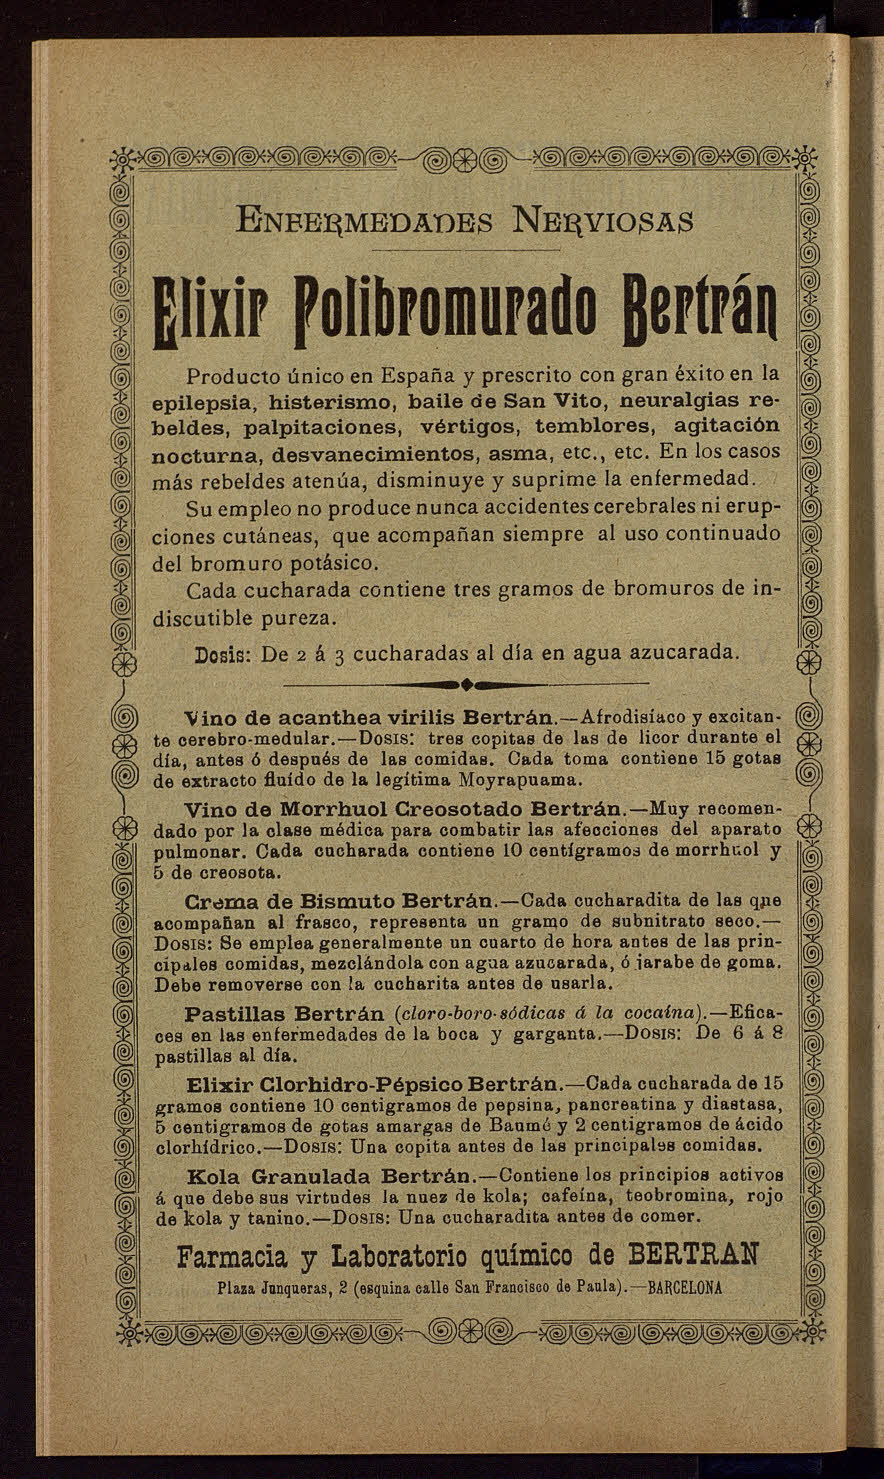 ENFERMEDADES NERVIOSAS
Elixir Polibromurado Bertrán
Producto único en España y prescrito con gran éxito en la
epilepsia, histerismo, baile de San Vito, neuralgias re-
beldes, palpitaciones, vértigos, temblores, agitación
nocturna, desvanecimientos, asma, etc., etc. En los casos
más rebeldes atenúa, disminuye y suprime la enfermedad.
Su empleo no produce nunca accidentes cerebrales ni erup-
ciones cutáneas, que acompañan siempre al uso continuado
del bromuro potásico.
Cada cucharada contiene tres gramos de bromuros de in-
discutible pureza.
Dosis: De 2 á 3 cucharadas al día en agua azucarada.
Vino de acanthea virilis Bertrán.—Afrodisíaco y excitan-
te cerebro-medular.—DOSIS: tres copitas de las de licor durante el
día, antes ó después de las comidas. Cada toma contiene 15 gotas
de extracto fluído de la legítima Moyrapuama.
Vino de Morrhuol Creosotado Bertrán.—Muy recomen-
dado por la clase médica para combatir las afecciones del aparato
pulmonar. Cada cucharada contiene 10 centígramos de morrhuol y
5 de creosota.
Crema de Bismuto Bertrán.—Cada cucharadita de las que
acompañan al frasco, representa un gramo de subnitrato seco.—
DOSIS: Se emplea generalmente un cuarto de hora antes de las prin-
cipales comidas, mezclándola con agua azucarada, ó jarabe de goma.
Debe removerse con la cucharita antes de usarla.
Pastillas Bertrán (cloro-boro-sódicas á la cocaína).—Efica-
ces en las enfermedades de la boca y garganta.—DOSIS: De 6 á 8
pastillas al día.
Elixir Clorhidro-Pépsico Bertrán.—Cada cucharada de 15
gramos contiene 10 centigramos de pepsina, pancreatina y diastasa,
5 centigramos de gotas amargas de Baumé y 2 centigramos de ácido
clorhídrico.—DOSIS: Una copita antes de las principales comidas.
Kola Granulada Bertrán.—Contiene los principios activos
á que debe sus virtudes la nuez de kola; cafeína, teobromina, rojo
de kola y tanino.—DOSIS: Una cucharadita antes de comer.
Farmacia y Laboratorio químico de BERTRAN
Plaza Junqueras, 2 (esquina calle San Francisco de Paula).—BARCELONA